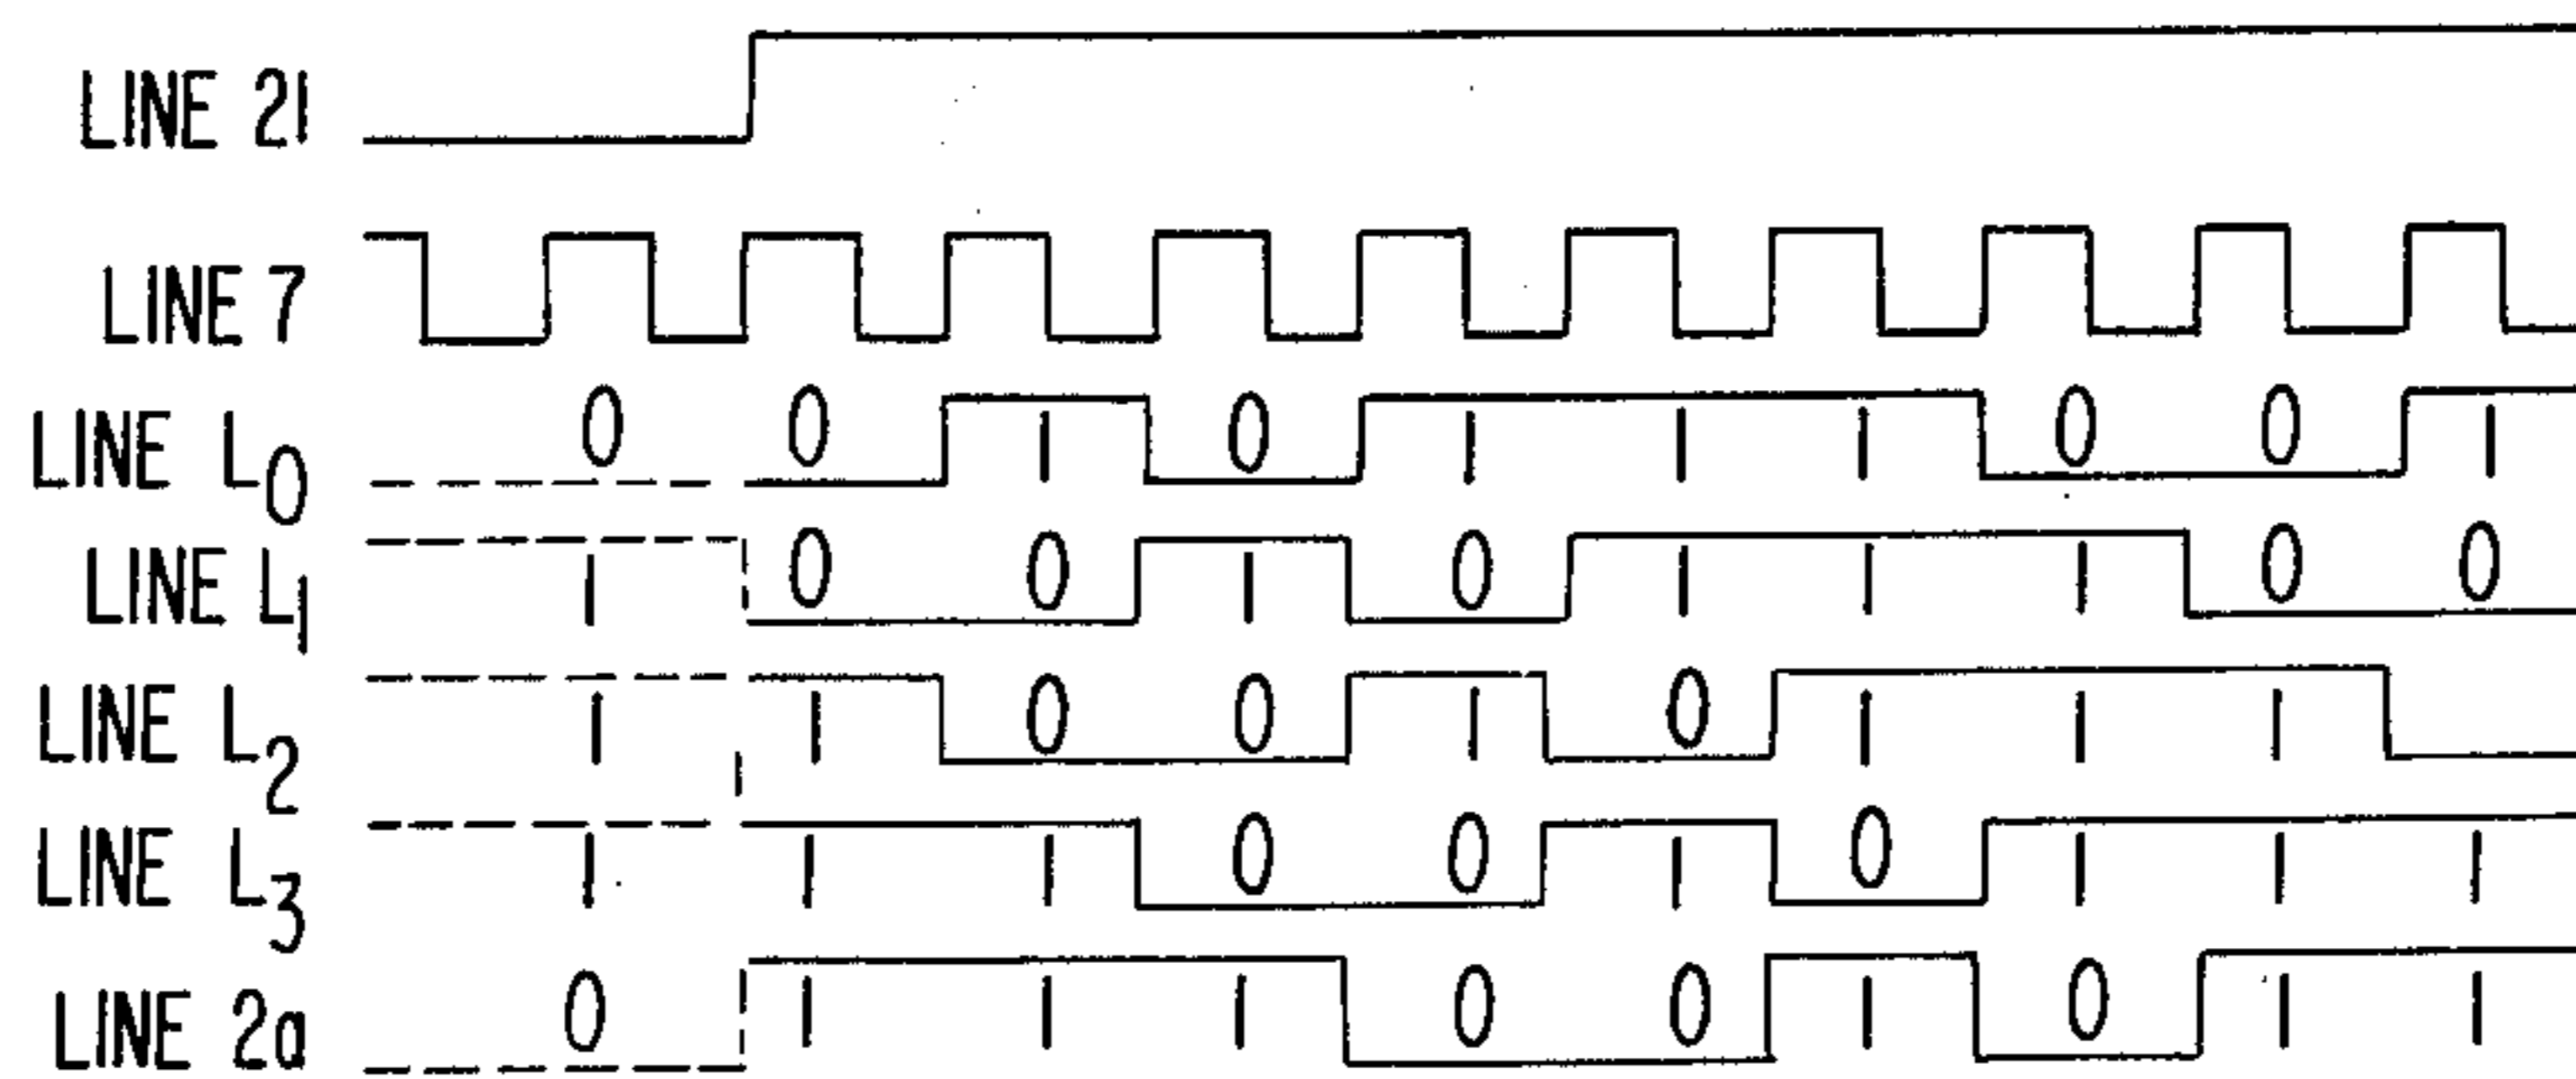 LINE 21
LINE 7
LINE L0 0 0 1 0 1 1 1 0 0 1
LINE L1 1 0 0 1 0 1 1 1 0 0
LINE L2 1 1 0 0 1 0 1 1 1
LINE L3 1 1 1 0 0 1 0 1 1 1
LINE 2a 0 1 1 1 0 0 1 0 1 1